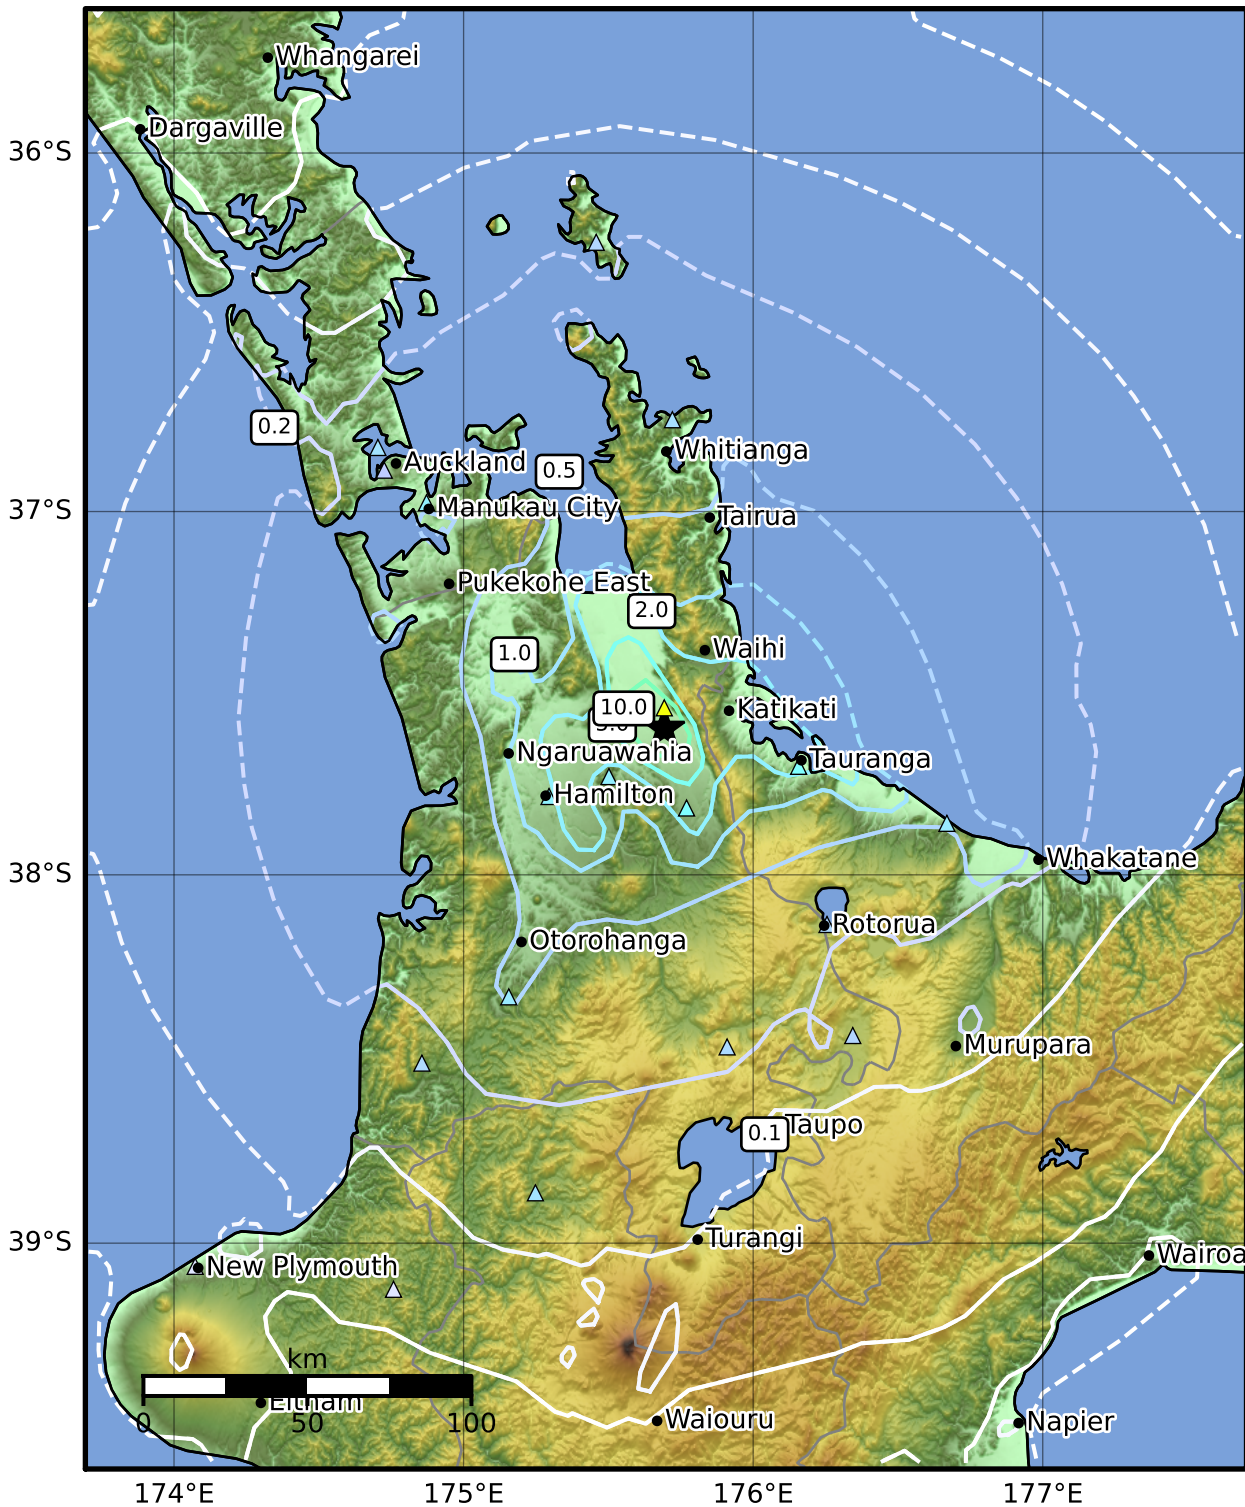 Whangarei
Dargaville
36°S
0.2
Auckland
0.5
Whitianga
37°S
Manukau City
Tairua
Pukekohe East
2.0
1.0
Waihi
10.0
Katikati
Ngaruawahia
Tauranga
Hamilton
38°S
Whakatane
Rotorua
Otorohanga
Murupara
0.1
Taupo
39°S
Turangi
Wairoa
New Plymouth
km
Eltham
0
50
100
Waiouru
Napier
174°E
175°E
176°E
177°E